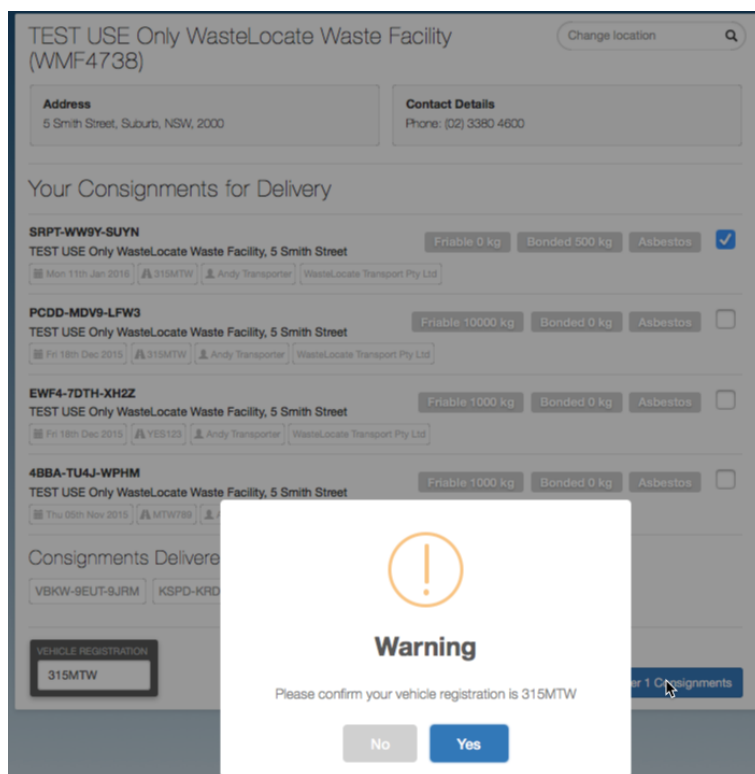 TEST USE Only WasteLocate Waste Facility
(WMF4738)
Change location
Address
5 Smith Street, Suburb, NSW, 2000
Contact Details
Phone: (02) 3380 4600
Your Consignments for Delivery
SRPT-WW9Y-SUYN
Friable 0 kg Bonded 500 kg Asbestos
TEST USE Only WasteLocate Waste Facility, 5 Smith Street
Mon 11th Jan 2016 315MTW Andy Transporter WasteLocate Transport Pty Ltd
PCDD-MDV9-LFW3
Friable 10000 kg Bonded 0 kg Asbestos
TEST USE Only WasteLocate Waste Facility, 5 Smith Street
Fri 18th Dec 2015 315MTW Andy Transporter WasteLocate Transport Pty Ltd
EWF4-7DTH-XH2Z
Friable 1000 kg Bonded 0 kg Asbestos
TEST USE Only WasteLocate Waste Facility, 5 Smith Street
Fri 18th Dec 2015 YES123 Andy Transporter WasteLocate Transport Pty Ltd
4BBA-TU4J-WPHM
Friable 1000 kg Bonded 0 kg Asbestos
TEST USE Only WasteLocate Waste Facility, 5 Smith Street
Thu 05th Nov 2015 MTW789
Consignments Delivere
VBKW-9EUT-9JRM KSPD-KRD
VEHICLE REGISTRATION
315MTW
Warning
Please confirm your vehicle registration is 315MTW
No Yes
er 1 Consignments